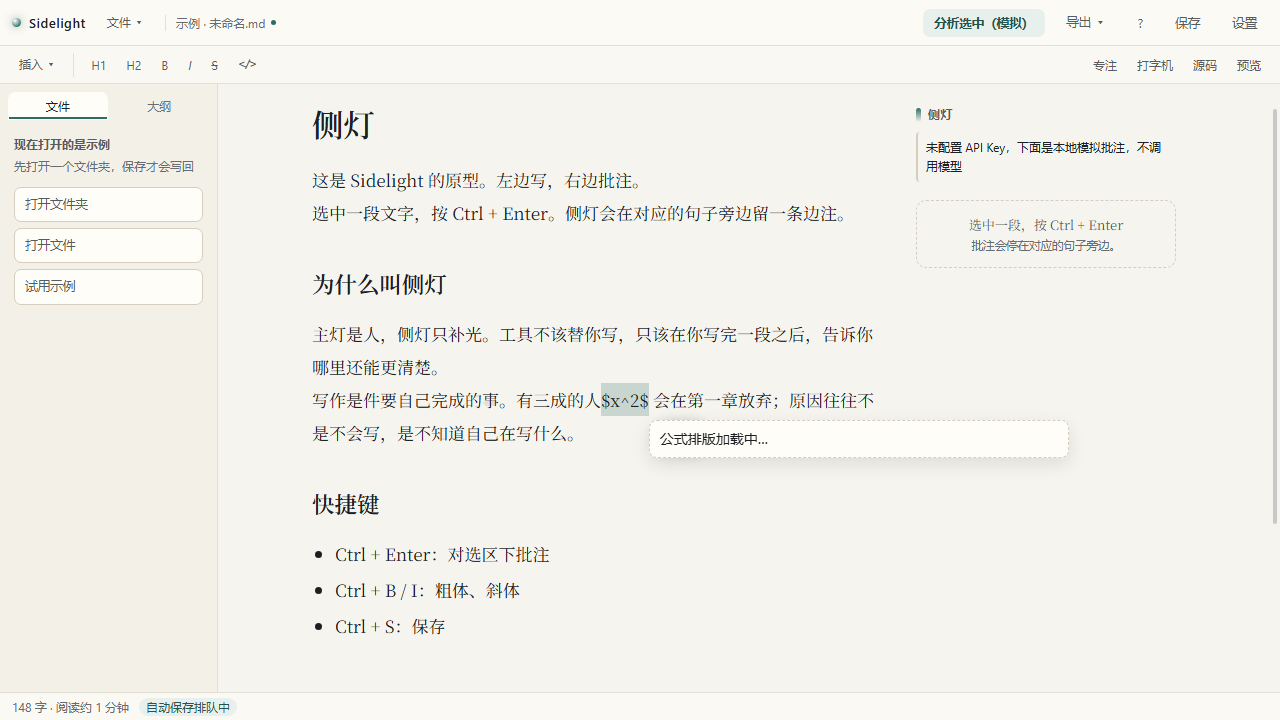 Sidelight 文件 ▾ 示例 · 未命名.md ● 分析选中（模拟） 导出 ▾ ? 保存 设置
插入 ▾ H1 H2 B I S </> 专注 打字机 源码 预览
文件 大纲
现在打开的是示例
先打开一个文件夹，保存才会写回
打开文件夹
打开文件
试用示例
侧灯
这是 Sidelight 的原型。左边写，右边批注。
选中一段文字，按 Ctrl + Enter。侧灯会在对应的句子旁边留一条边注。
为什么叫侧灯
主灯是人，侧灯只补光。工具不该替你写，只该在你写完一段之后，告诉你
哪里还能更清楚。
写作是件要自己完成的事。有三成的人$x^2$ 会在第一章放弃；原因往往不
是不会写，是不知道自己在写什么。
公式排版加载中...
快捷键
Ctrl + Enter：对选区下批注
Ctrl + B / I：粗体、斜体
Ctrl + S：保存
侧灯
未配置 API Key，下面是本地模拟批注，不调
用模型
选中一段，按 Ctrl + Enter
批注会停在对应的句子旁边。
148 字 · 阅读约 1 分钟 自动保存排队中